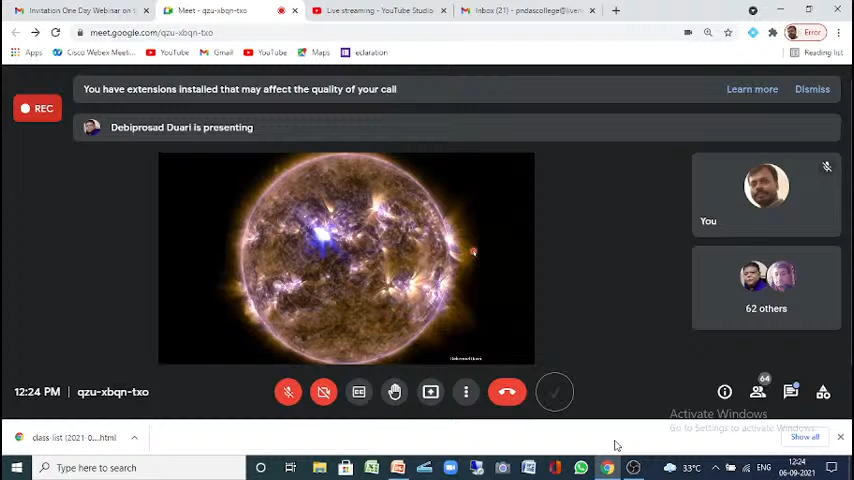 Invitation One Day Webinar on t
Meet - qzu-xbqn-txo
Live streaming - YouTube Studio
Inbox (21) - pndascollege@live
meet.google.com/qzu-xbqn-txo
Error
Apps
Cisco Webex Meeti...
YouTube
Gmail
YouTube
Maps
eclaration
Reading list
REC
You have extensions installed that may affect the quality of your call
Learn more
Dismiss
Debiprosad Duari is presenting
You
62 others
Debiprosad Duari
12:24 PM
qzu-xbqn-txo
64
Activate Windows
Go to Settings to activate Windows.
class-list (2021-0....html
Show all
Type here to search
33°C
ENG
12:24
06-09-2021